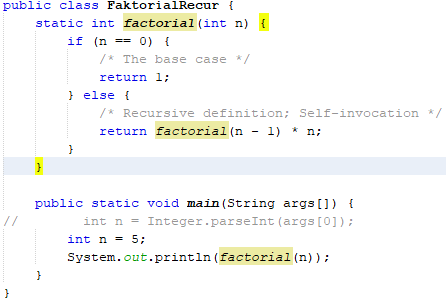 public class FaktorialRecur {
    static int factorial(int n) {
        if (n == 0) {
            /* The base case */
            return 1;
        } else {
            /* Recursive definition; Self-invocation */
            return factorial(n - 1) * n;
        }
    }
    public static void main(String args[]) {
//        int n = Integer.parseInt(args[0]);
        int n = 5;
        System.out.println(factorial(n));
    }
}